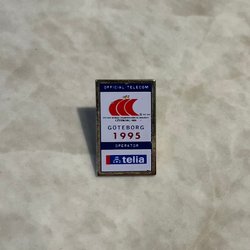 OFFICIAL TELECOM
GÖTEBORG
1995
OPERATOR
telia